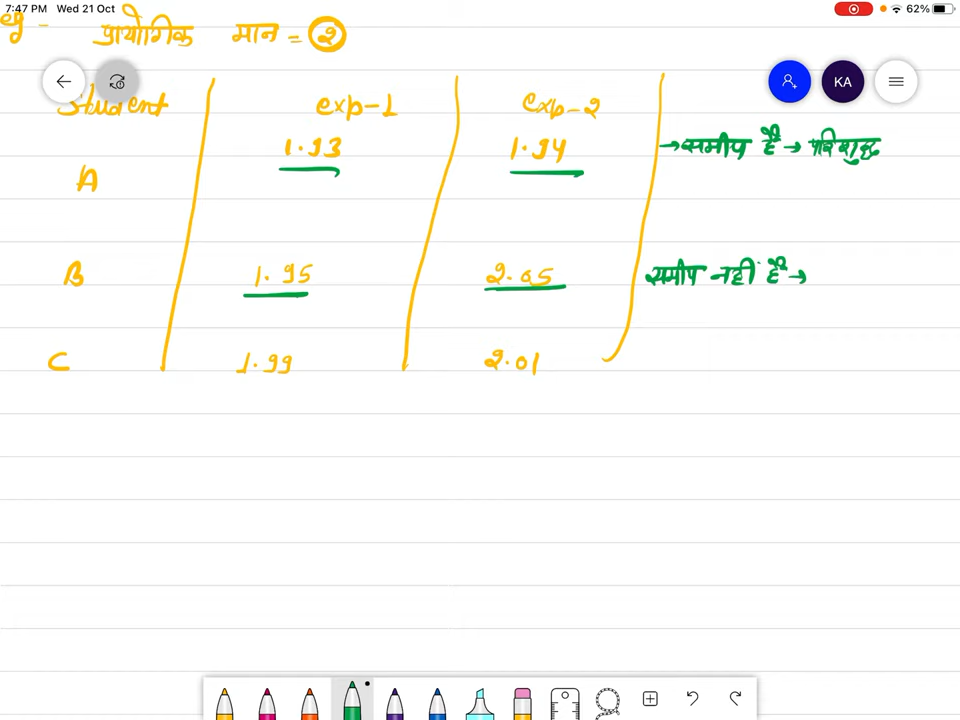 7:47 PM Wed 21 Oct 62%
प्रायोगिक मान = २
KA
Student exp-1 exp-2
A 1.93 1.94 → समीप है → परिशुद्ध
B 1.95 2.05 समीप नहीं है →
C 1.99 2.01